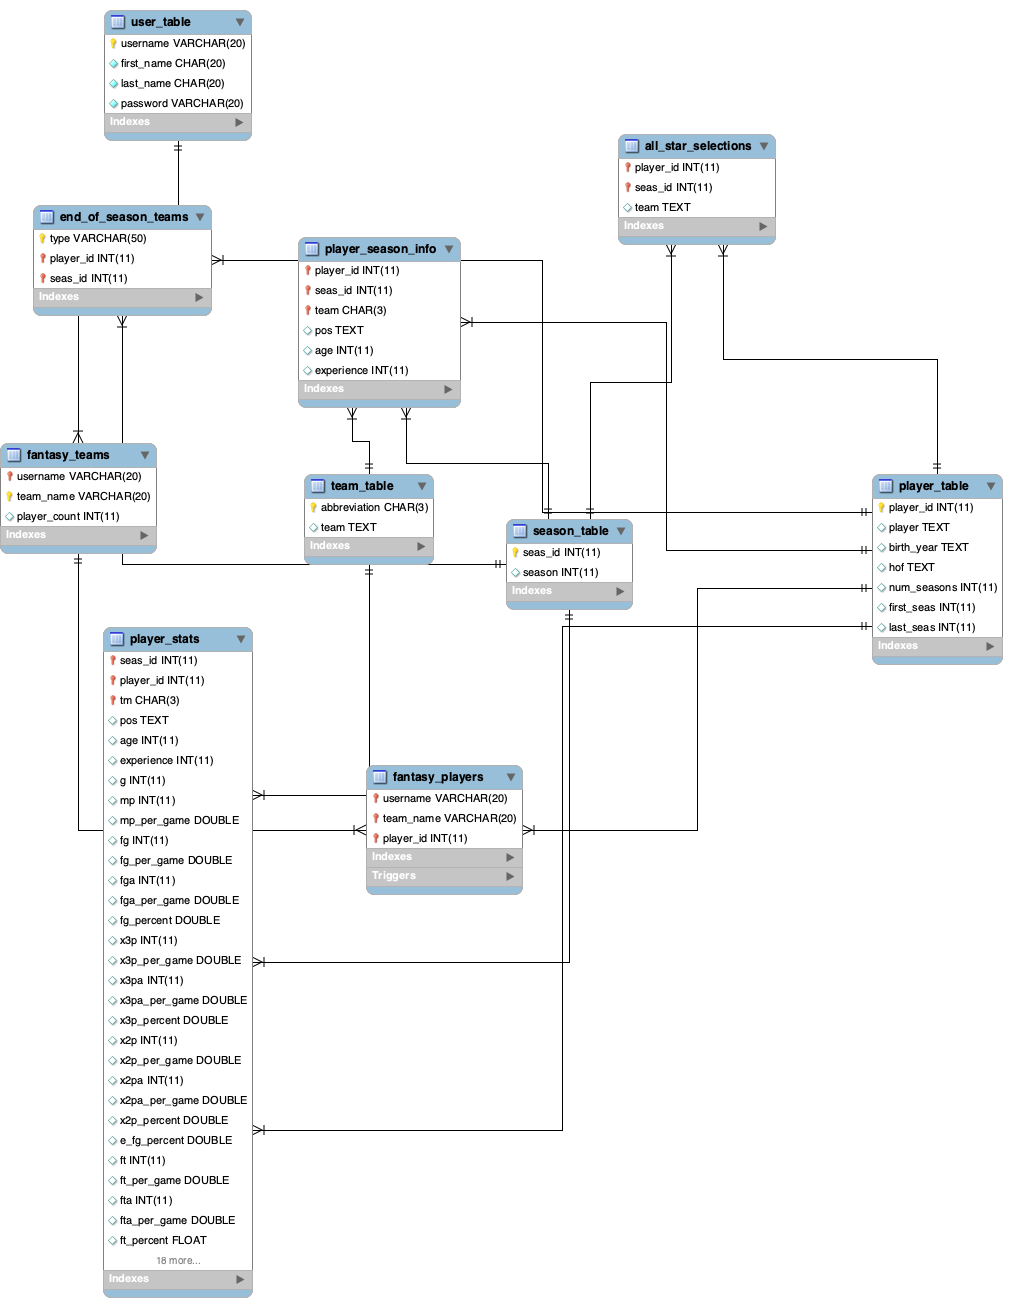 user_table
username VARCHAR(20)
first_name CHAR(20)
last_name CHAR(20)
password VARCHAR(20)
Indexes
all_star_selections
player_id INT(11)
seas_id INT(11)
team TEXT
Indexes
end_of_season_teams
type VARCHAR(50)
player_id INT(11)
seas_id INT(11)
Indexes
player_season_info
player_id INT(11)
seas_id INT(11)
team CHAR(3)
pos TEXT
age INT(11)
experience INT(11)
Indexes
fantasy_teams
username VARCHAR(20)
team_name VARCHAR(20)
player_count INT(11)
Indexes
team_table
abbreviation CHAR(3)
team TEXT
Indexes
season_table
seas_id INT(11)
season INT(11)
Indexes
player_table
player_id INT(11)
player TEXT
birth_year TEXT
hof TEXT
num_seasons INT(11)
first_seas INT(11)
last_seas INT(11)
Indexes
player_stats
seas_id INT(11)
player_id INT(11)
tm CHAR(3)
pos TEXT
age INT(11)
experience INT(11)
g INT(11)
mp INT(11)
mp_per_game DOUBLE
fg INT(11)
fg_per_game DOUBLE
fga INT(11)
fga_per_game DOUBLE
fg_percent DOUBLE
x3p INT(11)
x3p_per_game DOUBLE
x3pa INT(11)
x3pa_per_game DOUBLE
x3p_percent DOUBLE
x2p INT(11)
x2p_per_game DOUBLE
x2pa INT(11)
x2pa_per_game DOUBLE
x2p_percent DOUBLE
e_fg_percent DOUBLE
ft INT(11)
ft_per_game DOUBLE
fta INT(11)
fta_per_game DOUBLE
ft_percent FLOAT
18 more...
Indexes
fantasy_players
username VARCHAR(20)
team_name VARCHAR(20)
player_id INT(11)
Indexes
Triggers